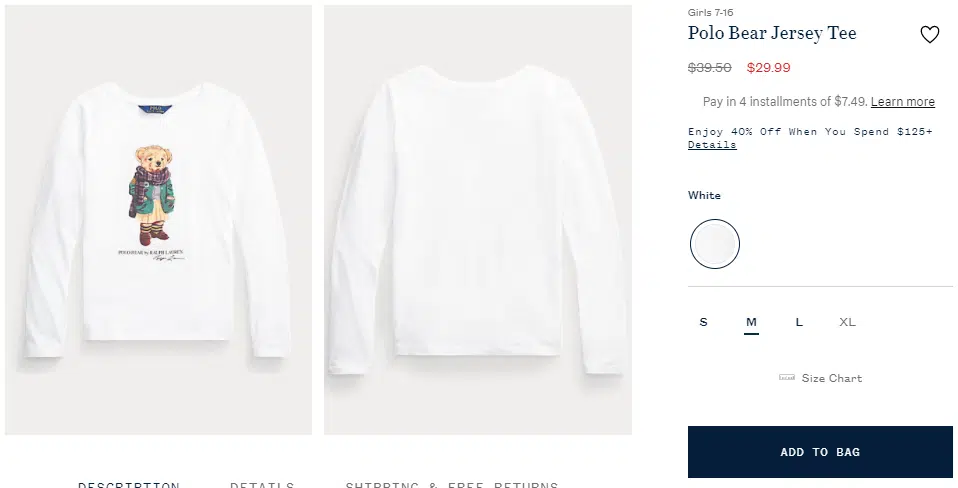 Girls 7-16
Polo Bear Jersey Tee
$39.50 $29.99
Pay in 4 installments of $7.49. Learn more
Enjoy 40% Off When You Spend $125+
Details
White
S M L XL
Size Chart
ADD TO BAG
POLO
POLO BEAR by RALPH LAUREN
Ralph Lauren
DESCRIPTION DETAILS SHIPPING & FREE RETURNS